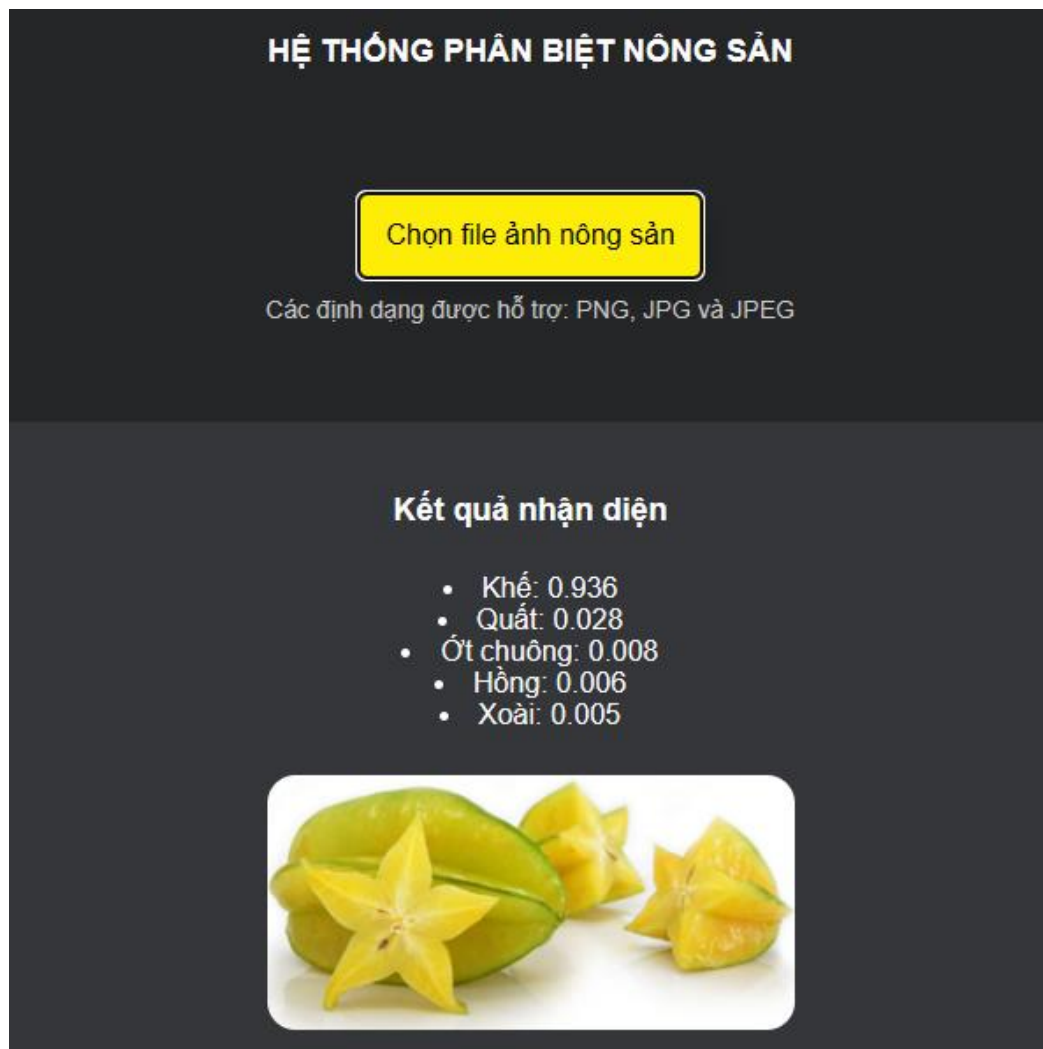 HỆ THỐNG PHÂN BIỆT NÔNG SẢN
Chọn file ảnh nông sản
Các định dạng được hỗ trợ: PNG, JPG và JPEG
Kết quả nhận diện
• Khế: 0.936
• Quất: 0.028
• Ớt chuông: 0.008
• Hồng: 0.006
• Xoài: 0.005